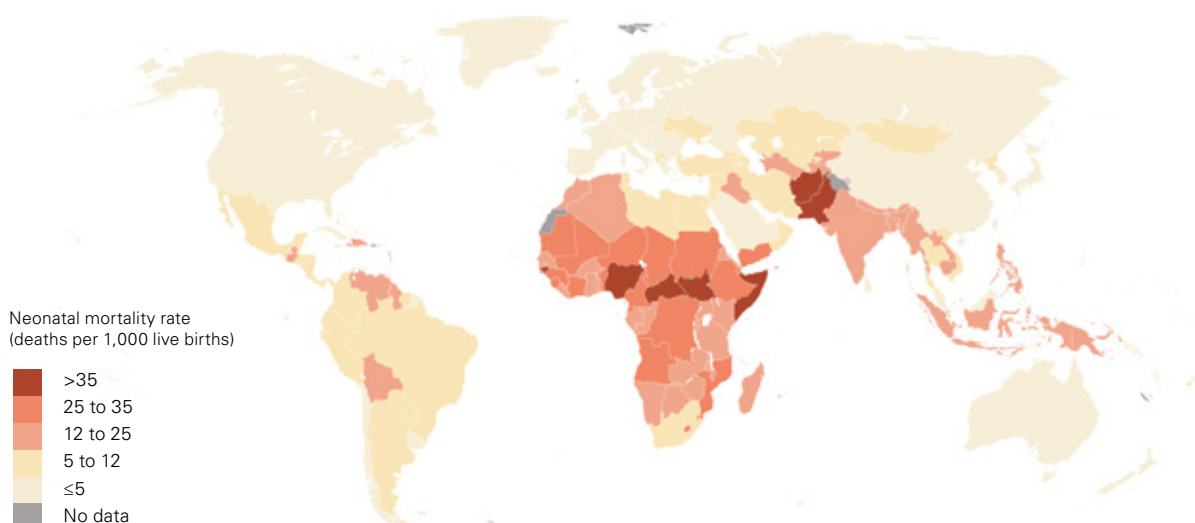 Neonatal mortality rate
(deaths per 1,000 live births)
>35
25 to 35
12 to 25
5 to 12
≤5
No data